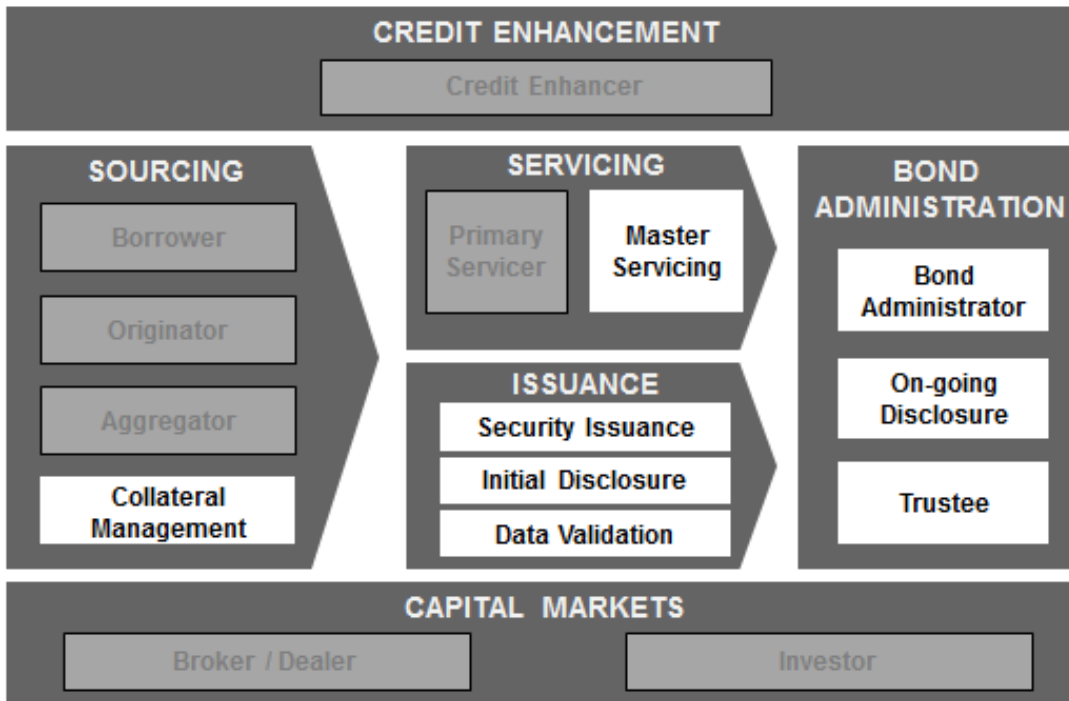 CREDIT ENHANCEMENT
Credit Enhancer
SOURCING
Borrower
Originator
Aggregator
Collateral
Management
SERVICING
Primary
Servicer
Master
Servicing
ISSUANCE
Security Issuance
Initial Disclosure
Data Validation
BOND
ADMINISTRATION
Bond
Administrator
On-going
Disclosure
Trustee
CAPITAL MARKETS
Broker / Dealer
Investor